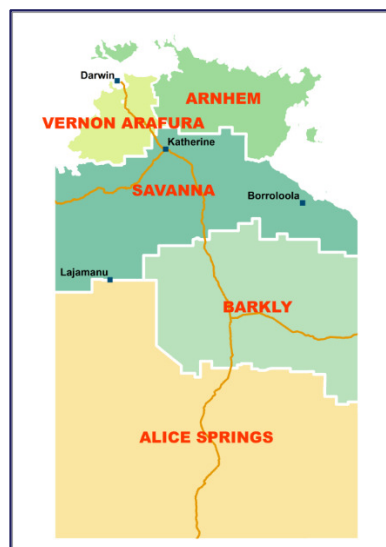 Darwin
ARNHEM
VERNON ARAFURA
Katherine
SAVANNA
Borroloola
Lajamanu
BARKLY
ALICE SPRINGS